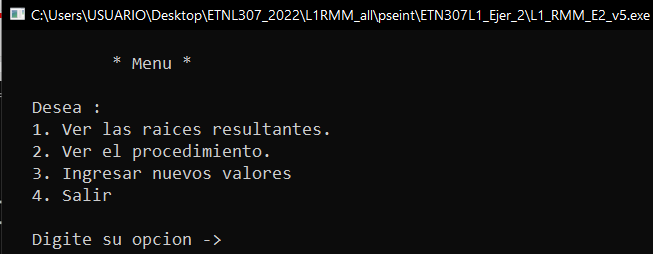 C:\Users\USUARIO\Desktop\ETNL307_2022\L1RMM_all\pseint\ETN307L1_Ejer_2\L1_RMM_E2_v5.exe
* Menu *
Desea :
1. Ver las raices resultantes.
2. Ver el procedimiento.
3. Ingresar nuevos valores
4. Salir
Digite su opcion ->